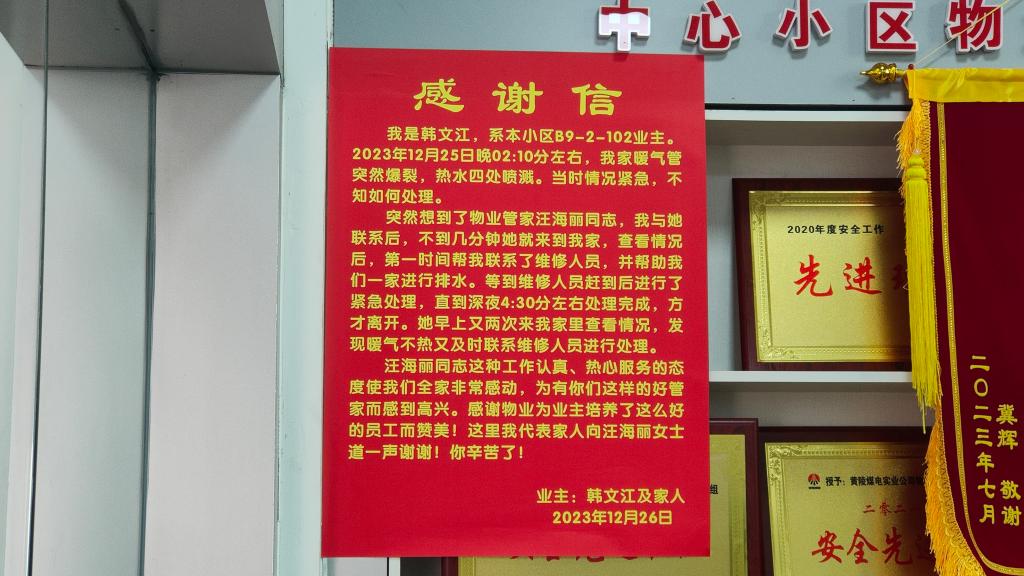 中心小区物
感谢信
我是韩文江，系本小区B9-2-102业主。
2023年12月25日晚02:10分左右，我家暖气管
突然爆裂，热水四处喷溅。当时情况紧急，不
知如何处理。
突然想到了物业管家汪海丽同志，我与她
联系后，不到几分钟她就来到我家，查看情况
后，第一时间帮我联系了维修人员，并帮助我
们一家进行排水。等到维修人员赶到后进行了
紧急处理，直到深夜4:30分左右处理完成，方
才离开。她早上又两次来我家里查看情况，发
现暖气不热又及时联系维修人员进行处理。
汪海丽同志这种工作认真、热心服务的态
度使我们全家非常感动，为有你们这样的好管
家而感到高兴。感谢物业为业主培养了这么好
的员工而赞美！这里我代表家人向汪海丽女士
道一声谢谢！你辛苦了！
业主：韩文江及家人
2023年12月26日
2020年度安全工作
先进
组
授予：黄陵煤电实业公司
二零二
安全先进
冀辉 敬谢
二〇二三年七月